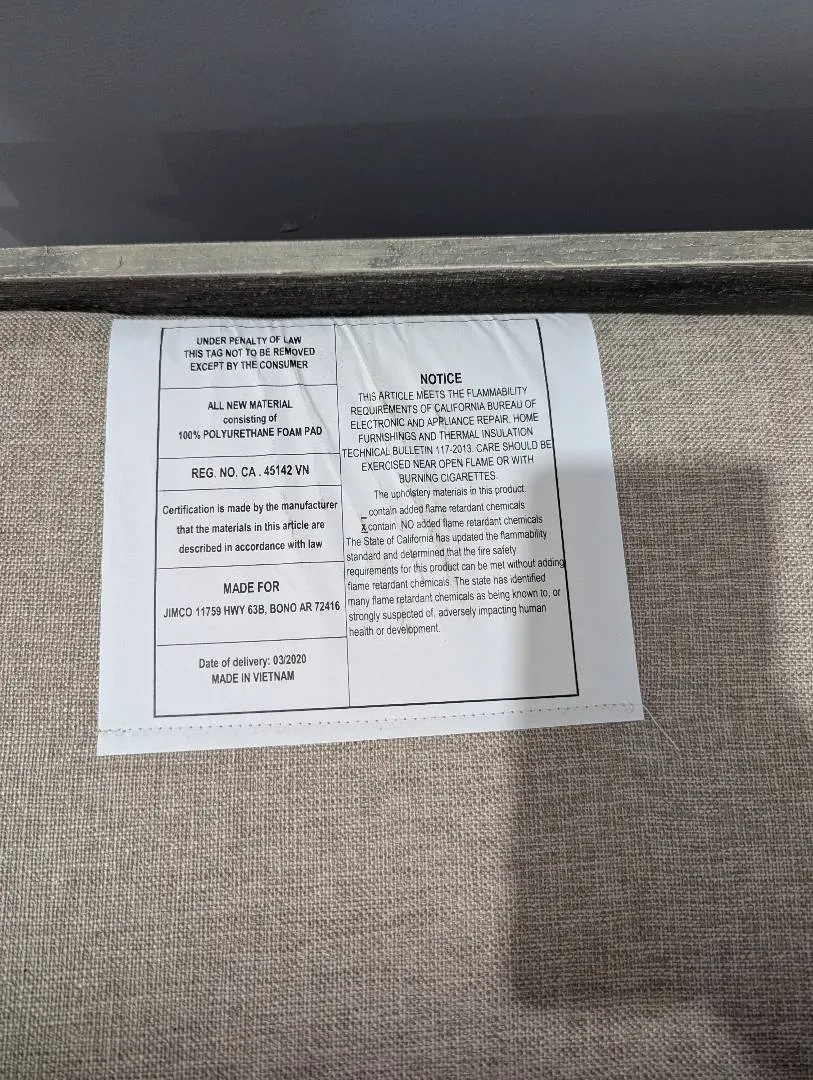 UNDER PENALTY OF LAW
THIS TAG NOT TO BE REMOVED
EXCEPT BY THE CONSUMER
ALL NEW MATERIAL
consisting of
100% POLYURETHANE FOAM PAD
REG. NO. CA . 45142 VN
Certification is made by the manufacturer
that the materials in this article are
described in accordance with law
MADE FOR
JIMCO 11759 HWY 63B, BONO AR 72416
Date of delivery: 03/2020
MADE IN VIETNAM
NOTICE
THIS ARTICLE MEETS THE FLAMMABILITY
REQUIREMENTS OF CALIFORNIA BUREAU OF
ELECTRONIC AND APPLIANCE REPAIR, HOME
FURNISHINGS AND THERMAL INSULATION
TECHNICAL BULLETIN 117-2013. CARE SHOULD BE
EXERCISED NEAR OPEN FLAME OR WITH
BURNING CIGARETTES.
The upholstery materials in this product:
_ contain added flame retardant chemicals
X contain NO added flame retardant chemicals
The State of California has updated the flammability
standard and determined that the fire safety
requirements for this product can be met without adding
flame retardant chemicals. The state has identified
many flame retardant chemicals as being known to, or
strongly suspected of, adversely impacting human
health or development.